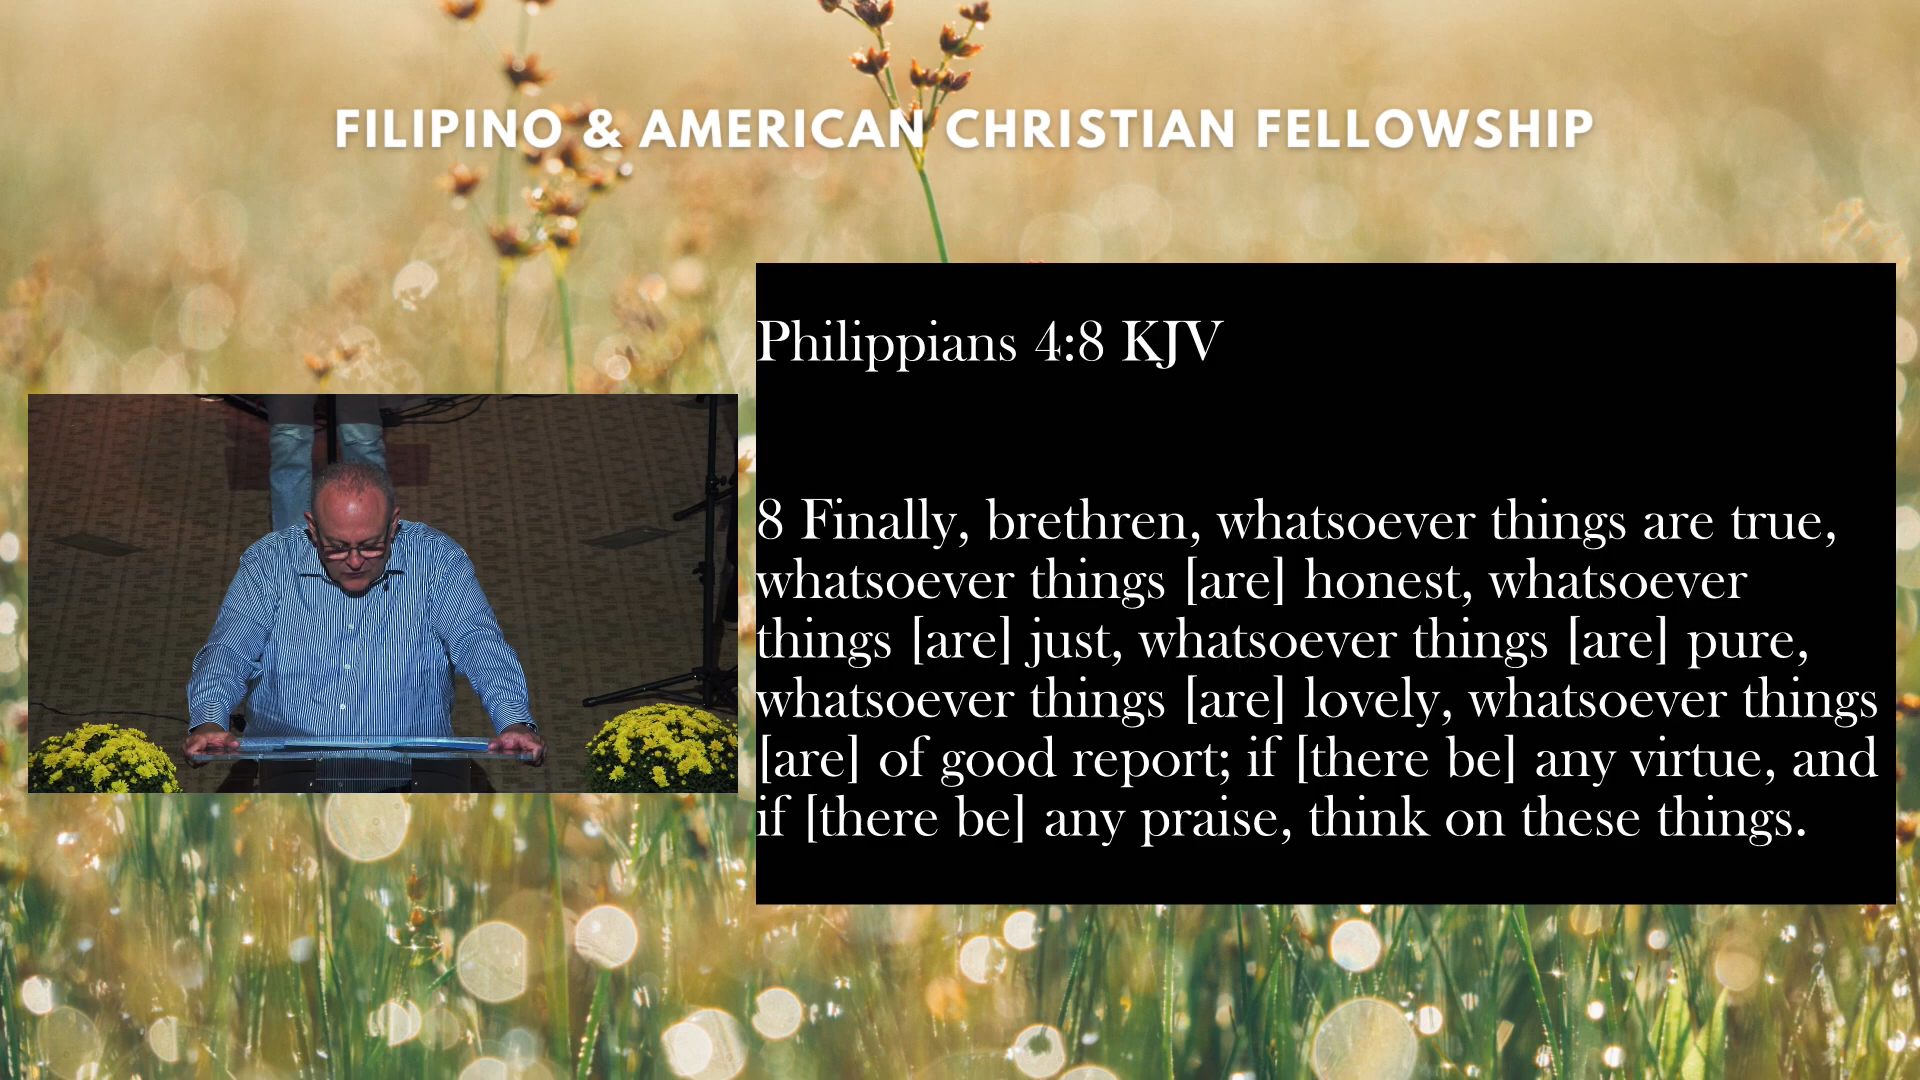 FILIPINO & AMERICAN CHRISTIAN FELLOWSHIP
Philippians 4:8 KJV
8 Finally, brethren, whatsoever things are true,
whatsoever things [are] honest, whatsoever
things [are] just, whatsoever things [are] pure,
whatsoever things [are] lovely, whatsoever things
[are] of good report; if [there be] any virtue, and
if [there be] any praise, think on these things.